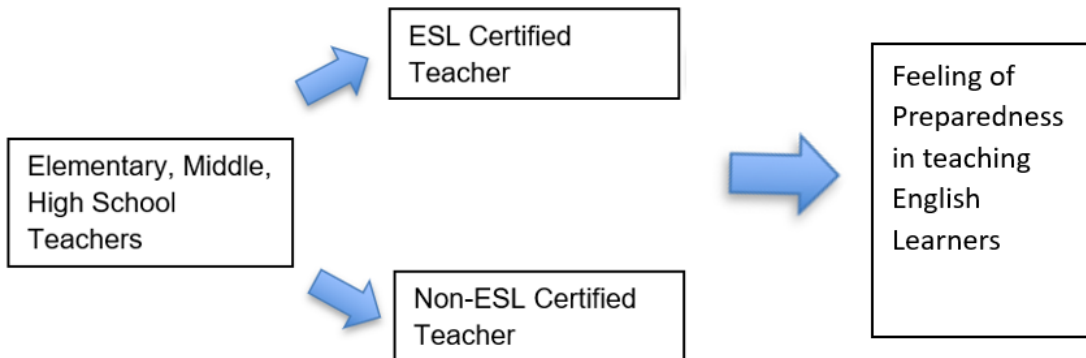 ESL Certified
Teacher
Elementary, Middle,
High School
Teachers
Non-ESL Certified
Teacher
Feeling of
Preparedness
in teaching
English
Learners